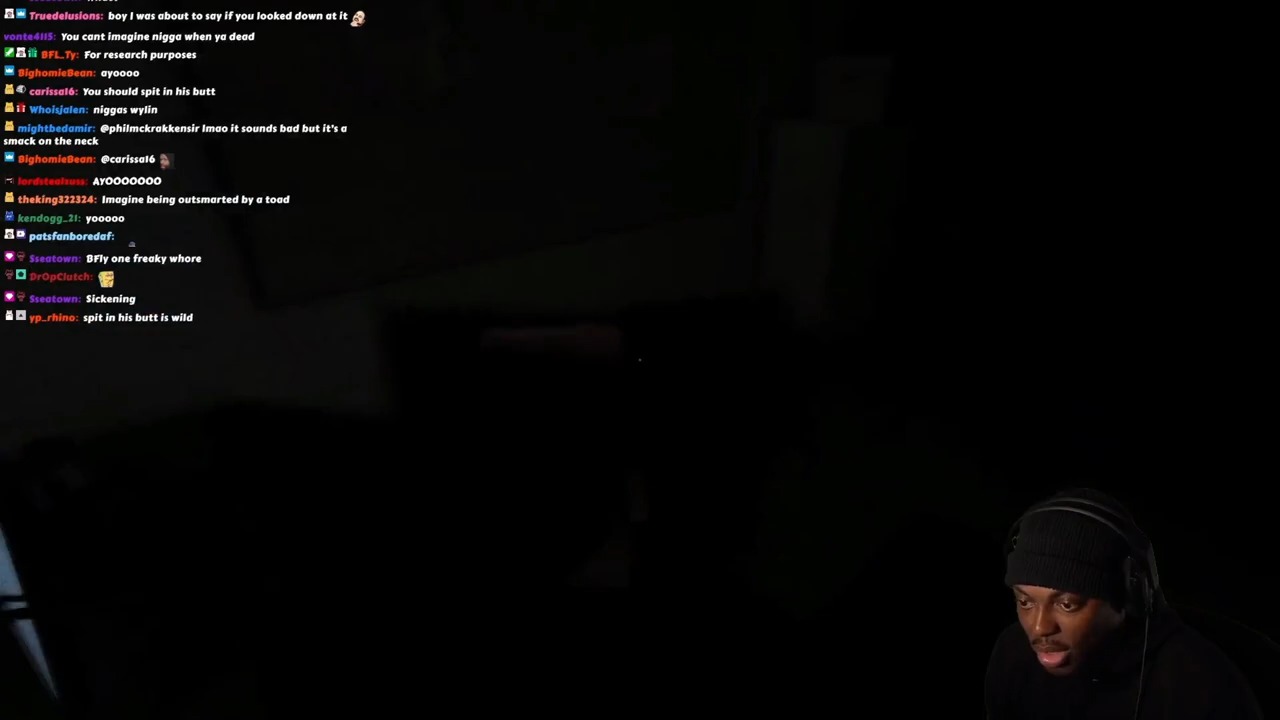 Truedelusions: boy I was about to say if you looked down at it
vonte4115: You cant imagine nigga when ya dead
BFL_Ty: For research purposes
BighomieBean: ayoooo
carissa16: You should spit in his butt
Whoisjalen: niggas wylin
mightbedamir: @philmckrakkensir lmao it sounds bad but it's a
smack on the neck
BighomieBean: @carissa16
lordstealsuss: AYOOOOOOO
theking322324: Imagine being outsmarted by a toad
kendogg_21: yooooo
patsfanboredaf:
Sseatown: BFly one freaky whore
DrOpClutch:
Sseatown: Sickening
yp_rhino: spit in his butt is wild